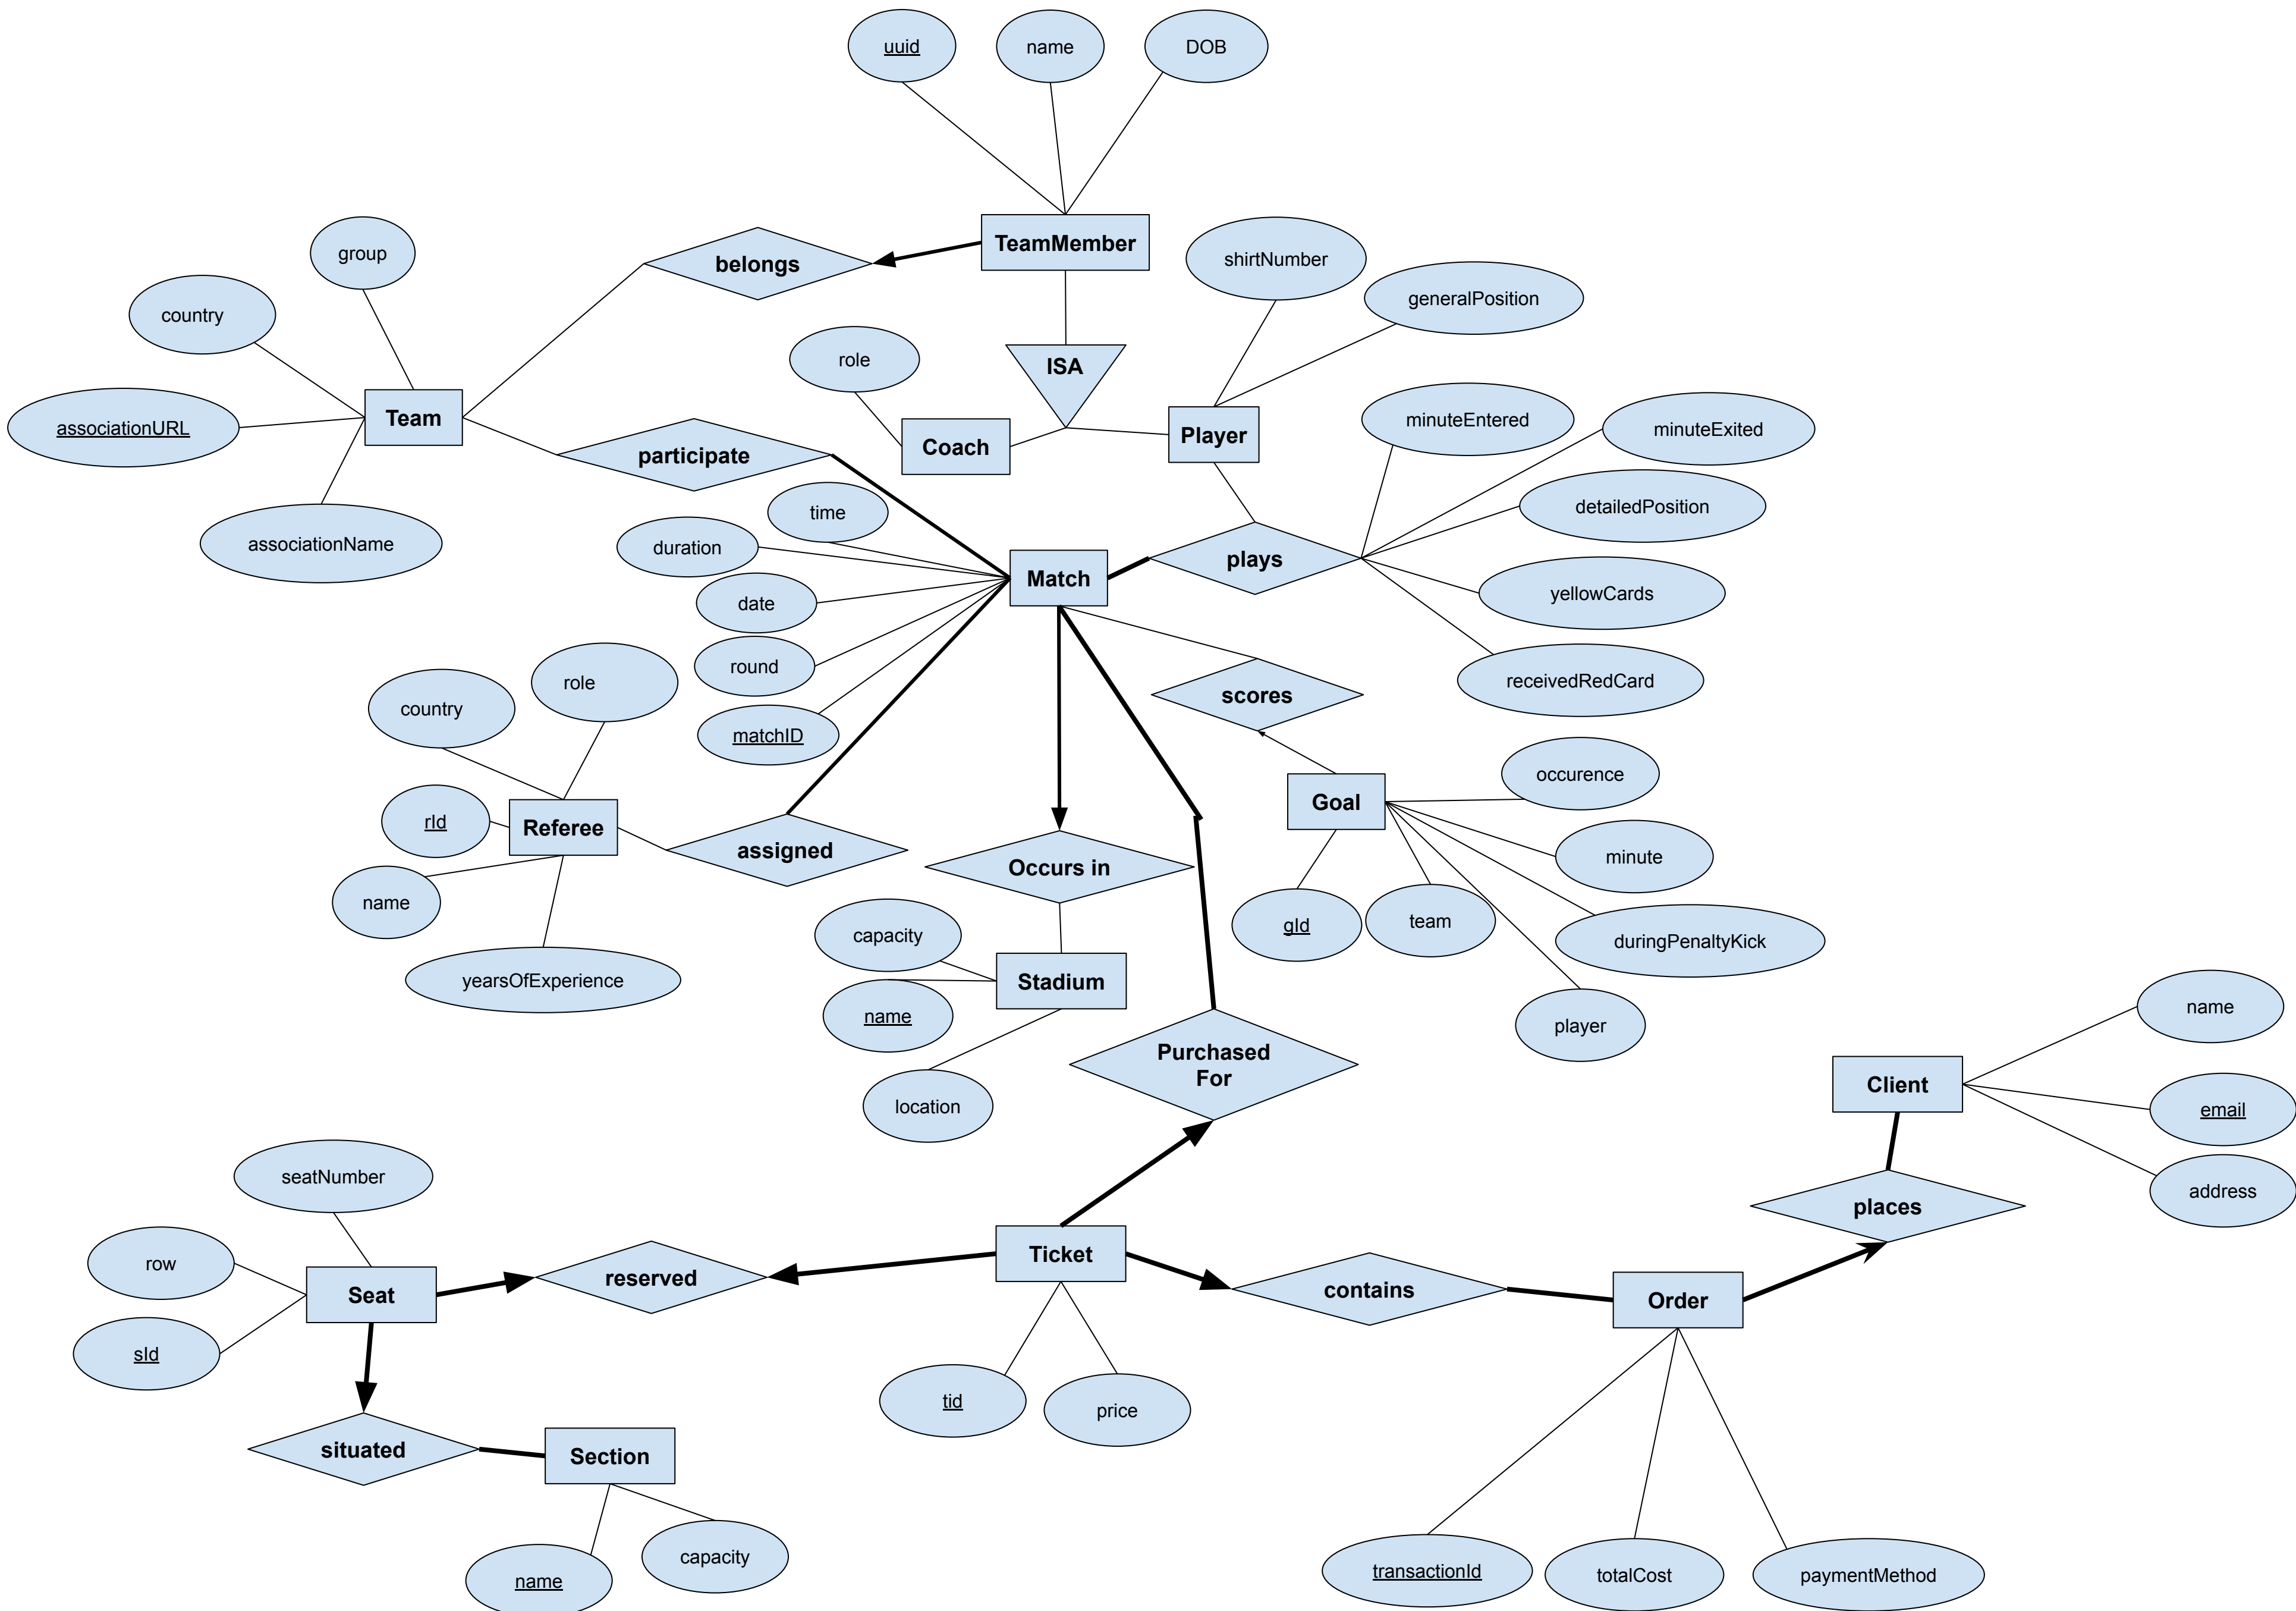 uuid
name
DOB
TeamMember
belongs
group
country
associationURL
Team
associationName
participate
role
ISA
Coach
Player
shirtNumber
generalPosition
minuteEntered
minuteExited
detailedPosition
yellowCards
receivedRedCard
plays
time
duration
date
round
matchID
Match
scores
country
role
rId
Referee
name
yearsOfExperience
assigned
Occurs in
Goal
occurence
minute
duringPenaltyKick
gId
team
player
capacity
name
Stadium
location
Purchased
For
Client
name
email
address
places
seatNumber
row
sId
Seat
reserved
Ticket
contains
Order
tid
price
situated
Section
name
capacity
transactionId
totalCost
paymentMethod